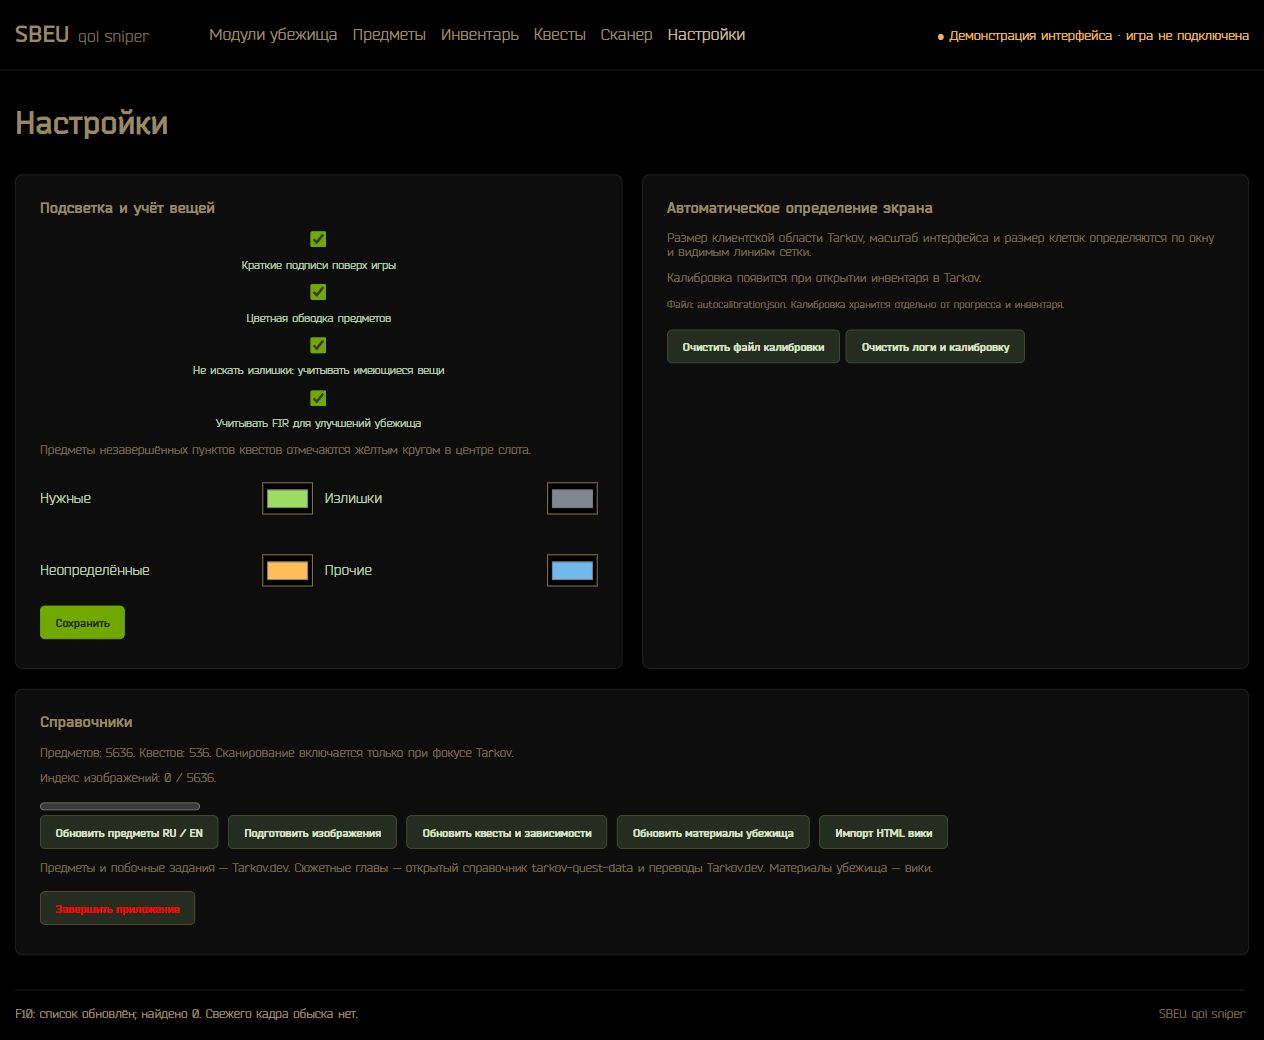 SBEU qol sniper
Модули убежища Предметы Инвентарь Квесты Сканер Настройки
Демонстрация интерфейса · игра не подключена
Настройки
Подсветка и учёт вещей
Краткие подписи поверх игры
Цветная обводка предметов
Не искать излишки: учитывать имеющиеся вещи
Учитывать FIR для улучшений убежища
Предметы незавершённых пунктов квестов отмечаются жёлтым кругом в центре слота.
Нужные Излишки
Неопределённые Прочие
Сохранить
Автоматическое определение экрана
Размер клиентской области Tarkov, масштаб интерфейса и размер клеток определяются по окну
и видимым линиям сетки.
Калибровка появится при открытии инвентаря в Tarkov.
Файл: autocalibration.json. Калибровка хранится отдельно от прогресса и инвентаря.
Очистить файл калибровки Очистить логи и калибровку
Справочники
Предметов: 5636. Квестов: 536. Сканирование включается только при фокусе Tarkov.
Индекс изображений: 0 / 5636.
Обновить предметы RU / EN Подготовить изображения Обновить квесты и зависимости Обновить материалы убежища Импорт HTML вики
Предметы и побочные задания — Tarkov.dev. Сюжетные главы — открытый справочник tarkov-quest-data и переводы Tarkov.dev. Материалы убежища — вики.
Завершить приложение
F10: список обновлён; найдено 0. Свежего кадра обыска нет.
SBEU qol sniper